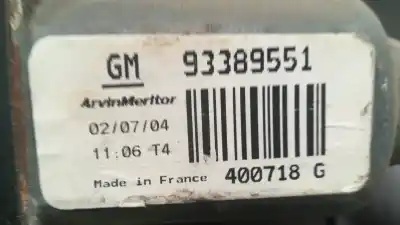 GM 93389551
ArvinMeritor
02/07/04
11:06 T4
Made in France 400718 G